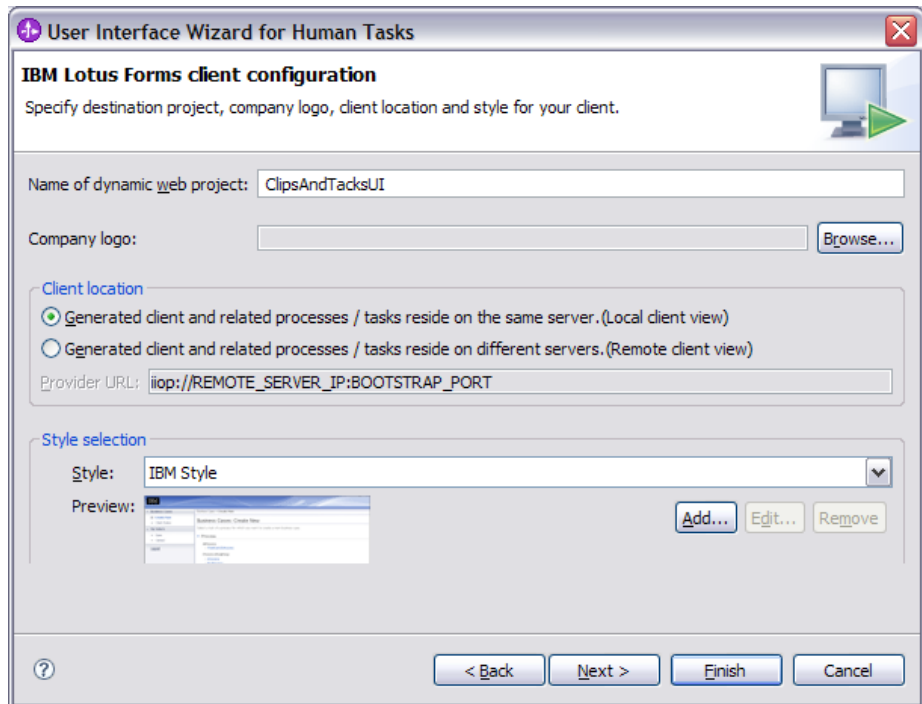 User Interface Wizard for Human Tasks
IBM Lotus Forms client configuration
Specify destination project, company logo, client location and style for your client.
Name of dynamic web project: ClipsAndTacksUI
Company logo: Browse...
Client location
Generated client and related processes / tasks reside on the same server.(Local client view)
Generated client and related processes / tasks reside on different servers.(Remote client view)
Provider URL: iiop://REMOTE_SERVER_IP:BOOTSTRAP_PORT
Style selection
Style: IBM Style
Preview: Add... Edit... Remove
Business Cases: Create New
? < Back Next > Finish Cancel